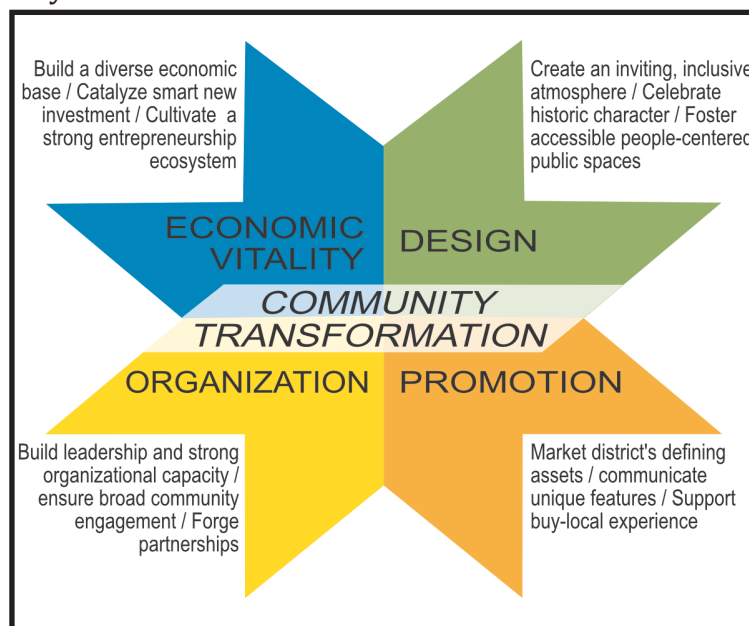 Build a diverse economic
base / Catalyze smart new
investment / Cultivate a
strong entrepreneurship
ecosystem
Create an inviting, inclusive
atmosphere / Celebrate
historic character / Foster
accessible people-centered
public spaces
ECONOMIC
VITALITY
DESIGN
COMMUNITY
TRANSFORMATION
ORGANIZATION
PROMOTION
Build leadership and strong
organizational capacity /
ensure broad community
engagement / Forge
partnerships
Market district's defining
assets / communicate
unique features / Support
buy-local experience